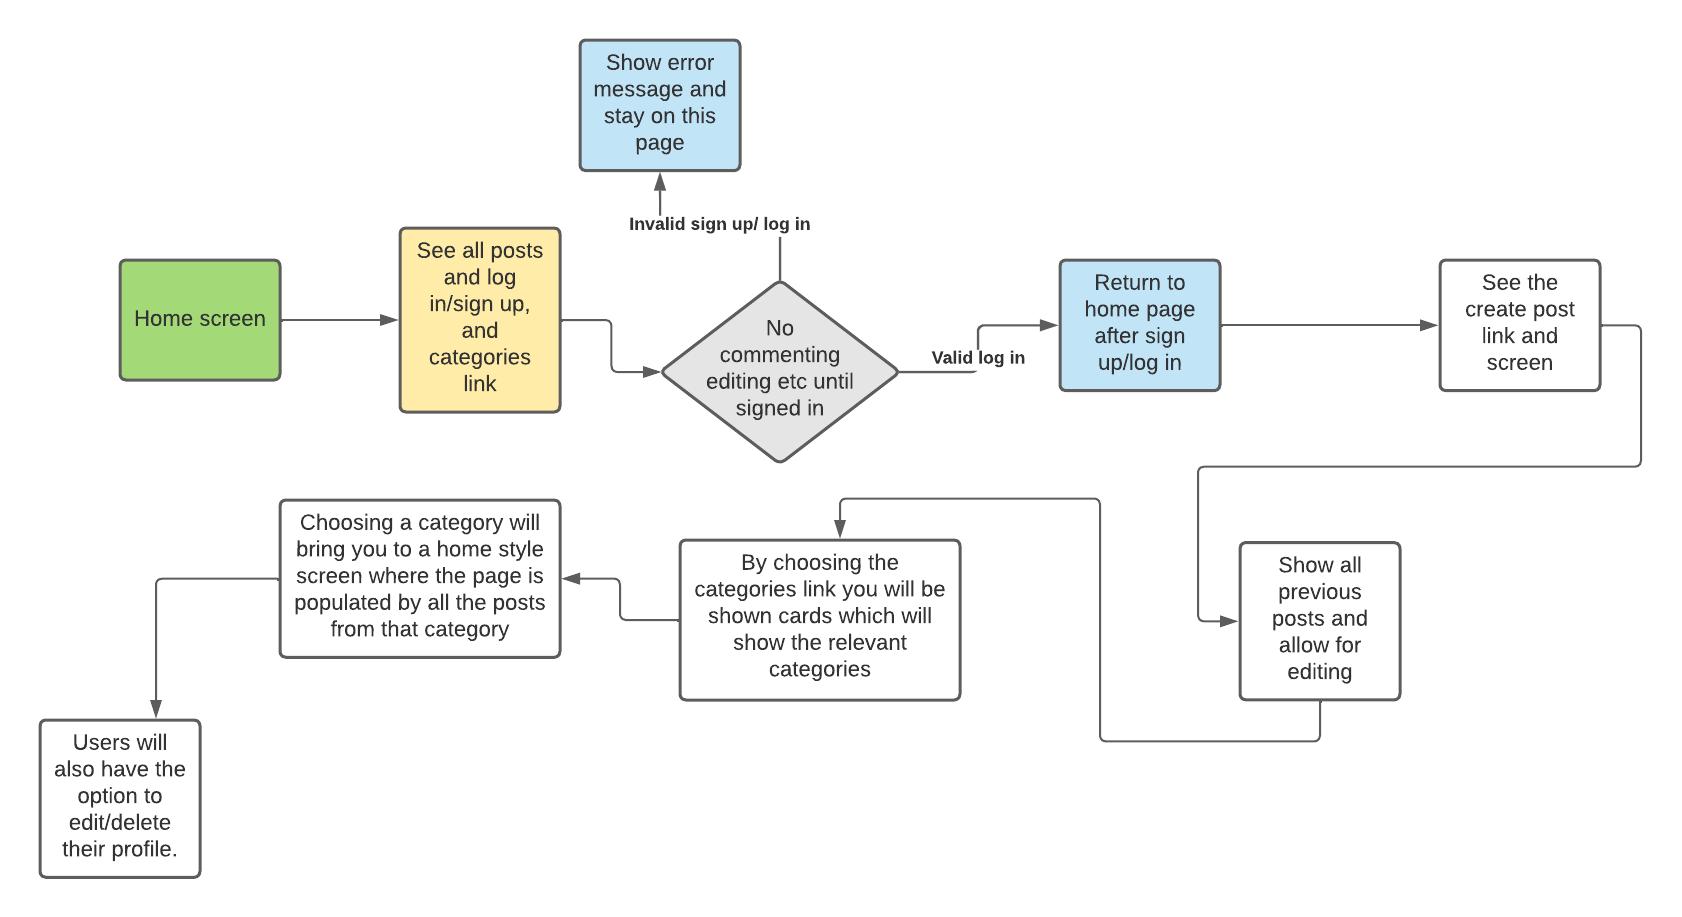 Show error
message and
stay on this
page
Invalid sign up/ log in
Home screen
See all posts
and log
in/sign up,
and
categories
link
No
commenting
editing etc until
signed in
Valid log in
Return to
home page
after sign
up/log in
See the
create post
link and
screen
Show all
previous
posts and
allow for
editing
By choosing the
categories link you will be
shown cards which will
show the relevant
categories
Choosing a category will
bring you to a home style
screen where the page is
populated by all the posts
from that category
Users will
also have the
option to
edit/delete
their profile.